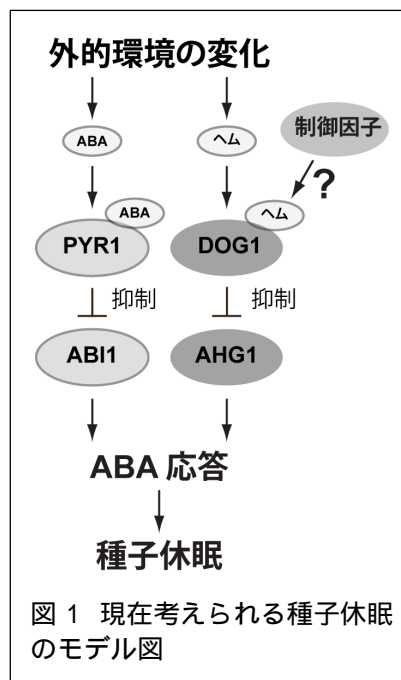 外的環境の変化
ABA ヘム 制御因子
?
ABA ヘム
PYR1 DOG1
抑制 抑制
ABI1 AHG1
ABA 応答
種子休眠
図 1 現在考えられる種子休眠
のモデル図